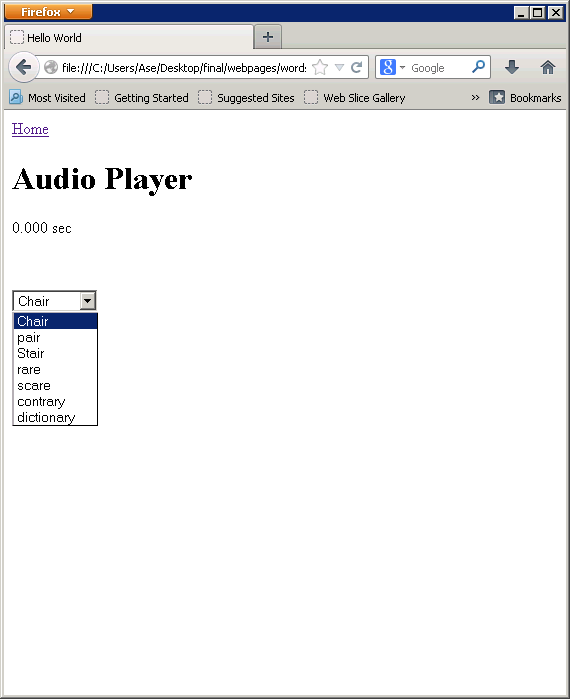 Firefox
Hello World
file:///C:/Users/Ase/Desktop/final/webpages/word:
Google
Most Visited Getting Started Suggested Sites Web Slice Gallery » Bookmarks
Home
Audio Player
0.000 sec
Chair
Chair
pair
Stair
rare
scare
contrary
dictionary